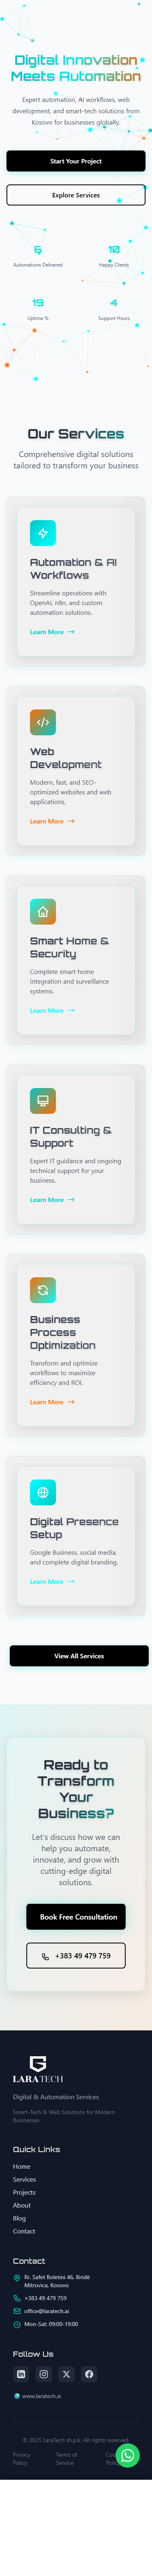 Digital Innovation
Meets Automation
Expert automation, AI workflows, web
development, and smart-tech solutions from
Kosovo for businesses globally.
Start Your Project
Explore Services
6
Automations Delivered
10
Happy Clients
19
Uptime %
4
Support Hours
Our Services
Comprehensive digital solutions
tailored to transform your business
Automation & AI
Workflows
Streamline operations with
OpenAI, n8n, and custom
automation solutions.
Learn More →
Web
Development
Modern, fast, and SEO-
optimized websites and web
applications.
Learn More →
Smart Home &
Security
Complete smart home
integration and surveillance
systems.
Learn More →
IT Consulting &
Support
Expert IT guidance and ongoing
technical support for your
business.
Learn More →
Business
Process
Optimization
Transform and optimize
workflows to maximize
efficiency and ROI.
Learn More →
Digital Presence
Setup
Google Business, social media,
and complete digital branding.
Learn More →
View All Services
Ready to
Transform
Your
Business?
Let's discuss how we can
help you automate,
innovate, and grow with
cutting-edge digital
solutions.
Book Free Consultation
+383 49 479 759
LARATECH
Digital & Automation Services
Smart-Tech & Web Solutions for Modern
Businesses
Quick Links
Home
Services
Projects
About
Blog
Contact
Contact
Rr. Safet Boletini 46, Ibridë
Mitrovica, Kosovo
+383 49 479 759
office@laratech.ai
Mon-Sat: 09:00-19:00
Follow Us
www.laratech.ai
© 2025 LaraTech sh.p.k. All rights reserved.
Privacy
Policy
Terms of
Service